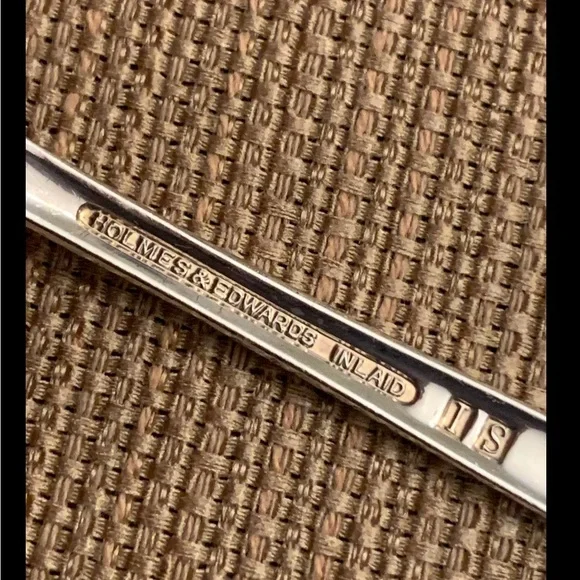 HOLMES & EDWARDS INLAID IS